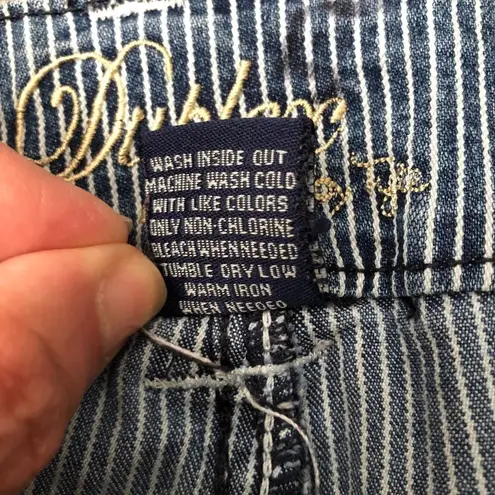 WASH INSIDE OUT
MACHINE WASH COLD
WITH LIKE COLORS
ONLY NON-CHLORINE
BLEACH WHEN NEEDED
TUMBLE DRY LOW
WARM IRON
WHEN NEEDED